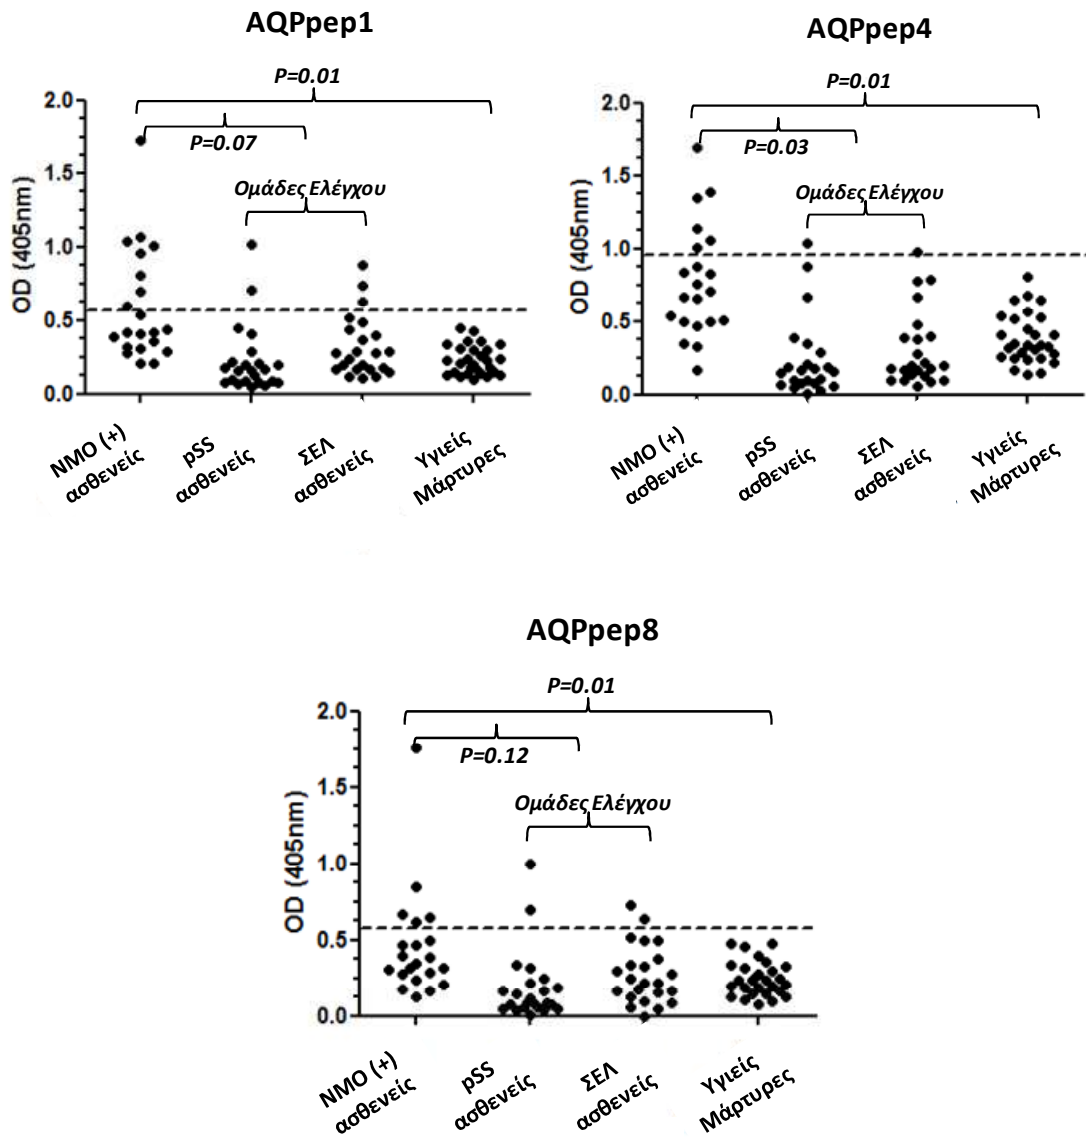 AQPpep1
P=0.01
P=0.07
Ομάδες Ελέγχου
OD (405nm)
2.0
1.5
1.0
0.5
0.0
NMO (+)
ασθενείς
pSS
ασθενείς
ΣΕΛ
ασθενείς
Υγιείς
Μάρτυρες
AQPpep4
P=0.01
P=0.03
Ομάδες Ελέγχου
OD (405nm)
2.0
1.5
1.0
0.5
0.0
NMO (+)
ασθενείς
pSS
ασθενείς
ΣΕΛ
ασθενείς
Υγιείς
Μάρτυρες
AQPpep8
P=0.01
P=0.12
Ομάδες Ελέγχου
OD (405nm)
2.0
1.5
1.0
0.5
0.0
NMO (+)
ασθενείς
pSS
ασθενείς
ΣΕΛ
ασθενείς
Υγιείς
Μάρτυρες